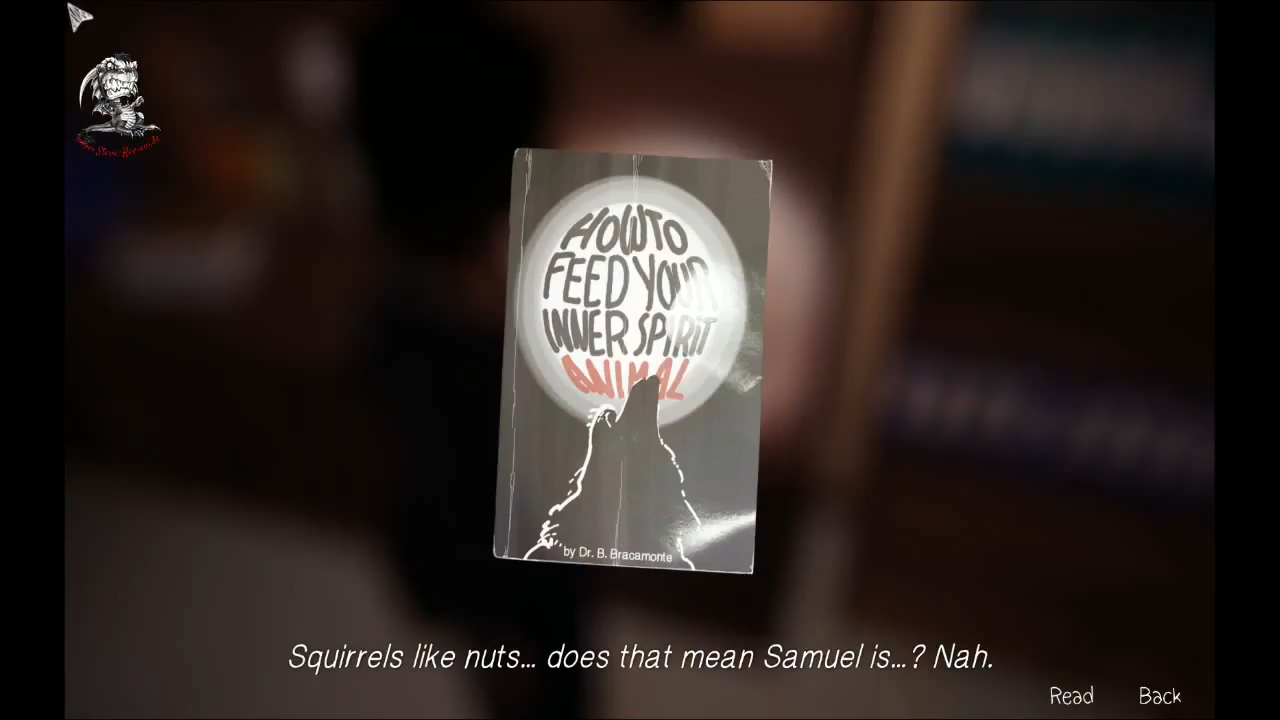 HOW TO
FEED YOUR
INNER SPIRIT
ANIMAL
by Dr. B. Bracamonte
Squirrels like nuts... does that mean Samuel is...? Nah.
Read
Back